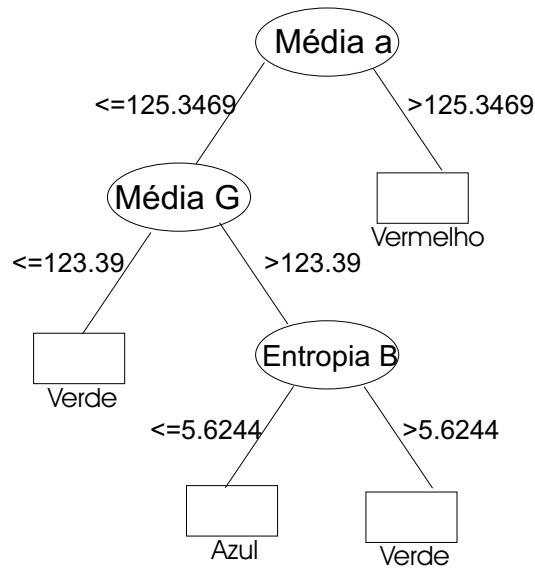 Média a
<=125.3469
>125.3469
Média G
Vermelho
<=123.39
>123.39
Entropia B
Verde
<=5.6244
>5.6244
Azul
Verde